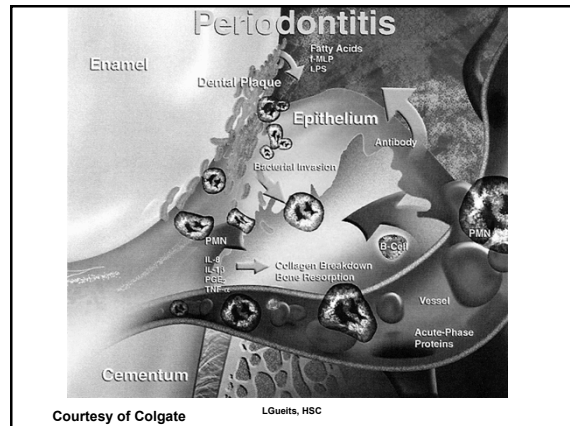 Periodontitis
Enamel
Fatty Acids
f-MLP
LPS
Dental Plaque
Epithelium
Antibody
Bacterial Invasion
PMN
PMN
B-Cell
IL-8
IL-1β
PGE₂
TNF-α
Collagen Breakdown
Bone Resorption
Vessel
Acute-Phase
Proteins
Cementum
Courtesy of Colgate
LGueits, HSC